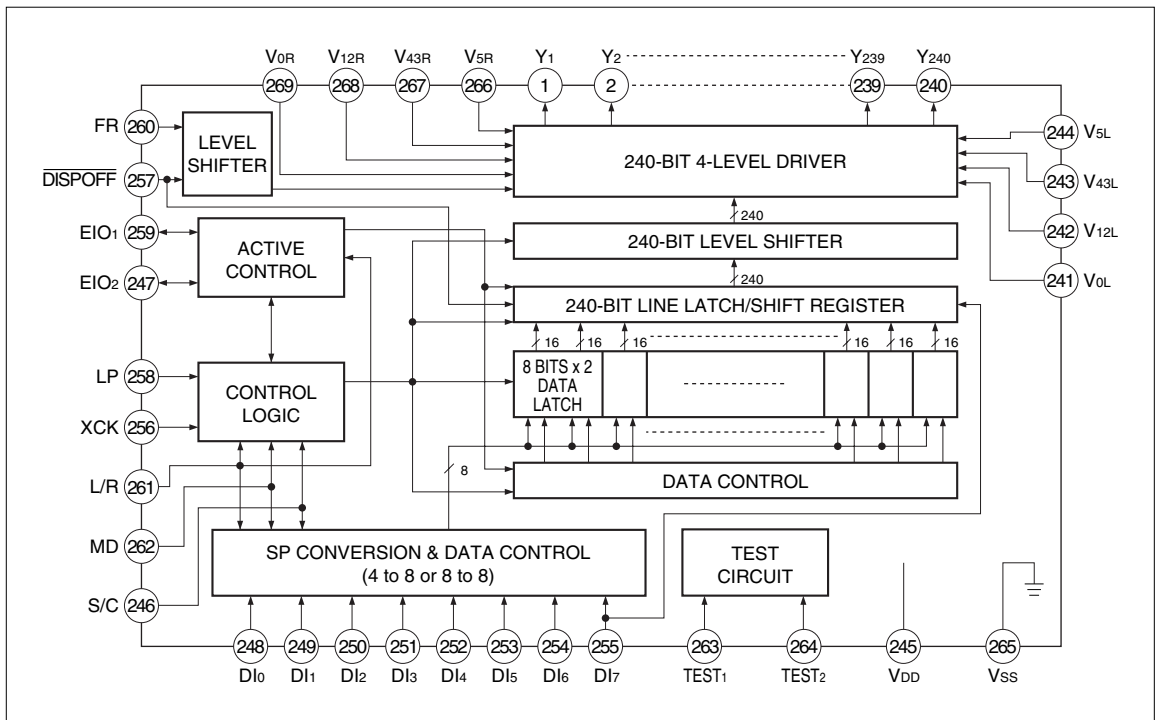 V0R V12R V43R V5R Y1 Y2 Y239 Y240
269 268 267 266 1 2 239 240
FR 260
LEVEL
SHIFTER
DISPOFF 257
240-BIT 4-LEVEL DRIVER
244 V5L
243 V43L
242 V12L
241 V0L
240
EIO1 259
EIO2 247
ACTIVE
CONTROL
240-BIT LEVEL SHIFTER
240
240-BIT LINE LATCH/SHIFT REGISTER
16 16 16 16 16 16
LP 258
XCK 256
CONTROL
LOGIC
8 BITS x 2
DATA
LATCH
L/R 261
8
DATA CONTROL
MD 262
S/C 246
SP CONVERSION & DATA CONTROL
(4 to 8 or 8 to 8)
TEST
CIRCUIT
248 249 250 251 252 253 254 255 263 264 245 265
DI0 DI1 DI2 DI3 DI4 DI5 DI6 DI7 TEST1 TEST2 VDD VSS